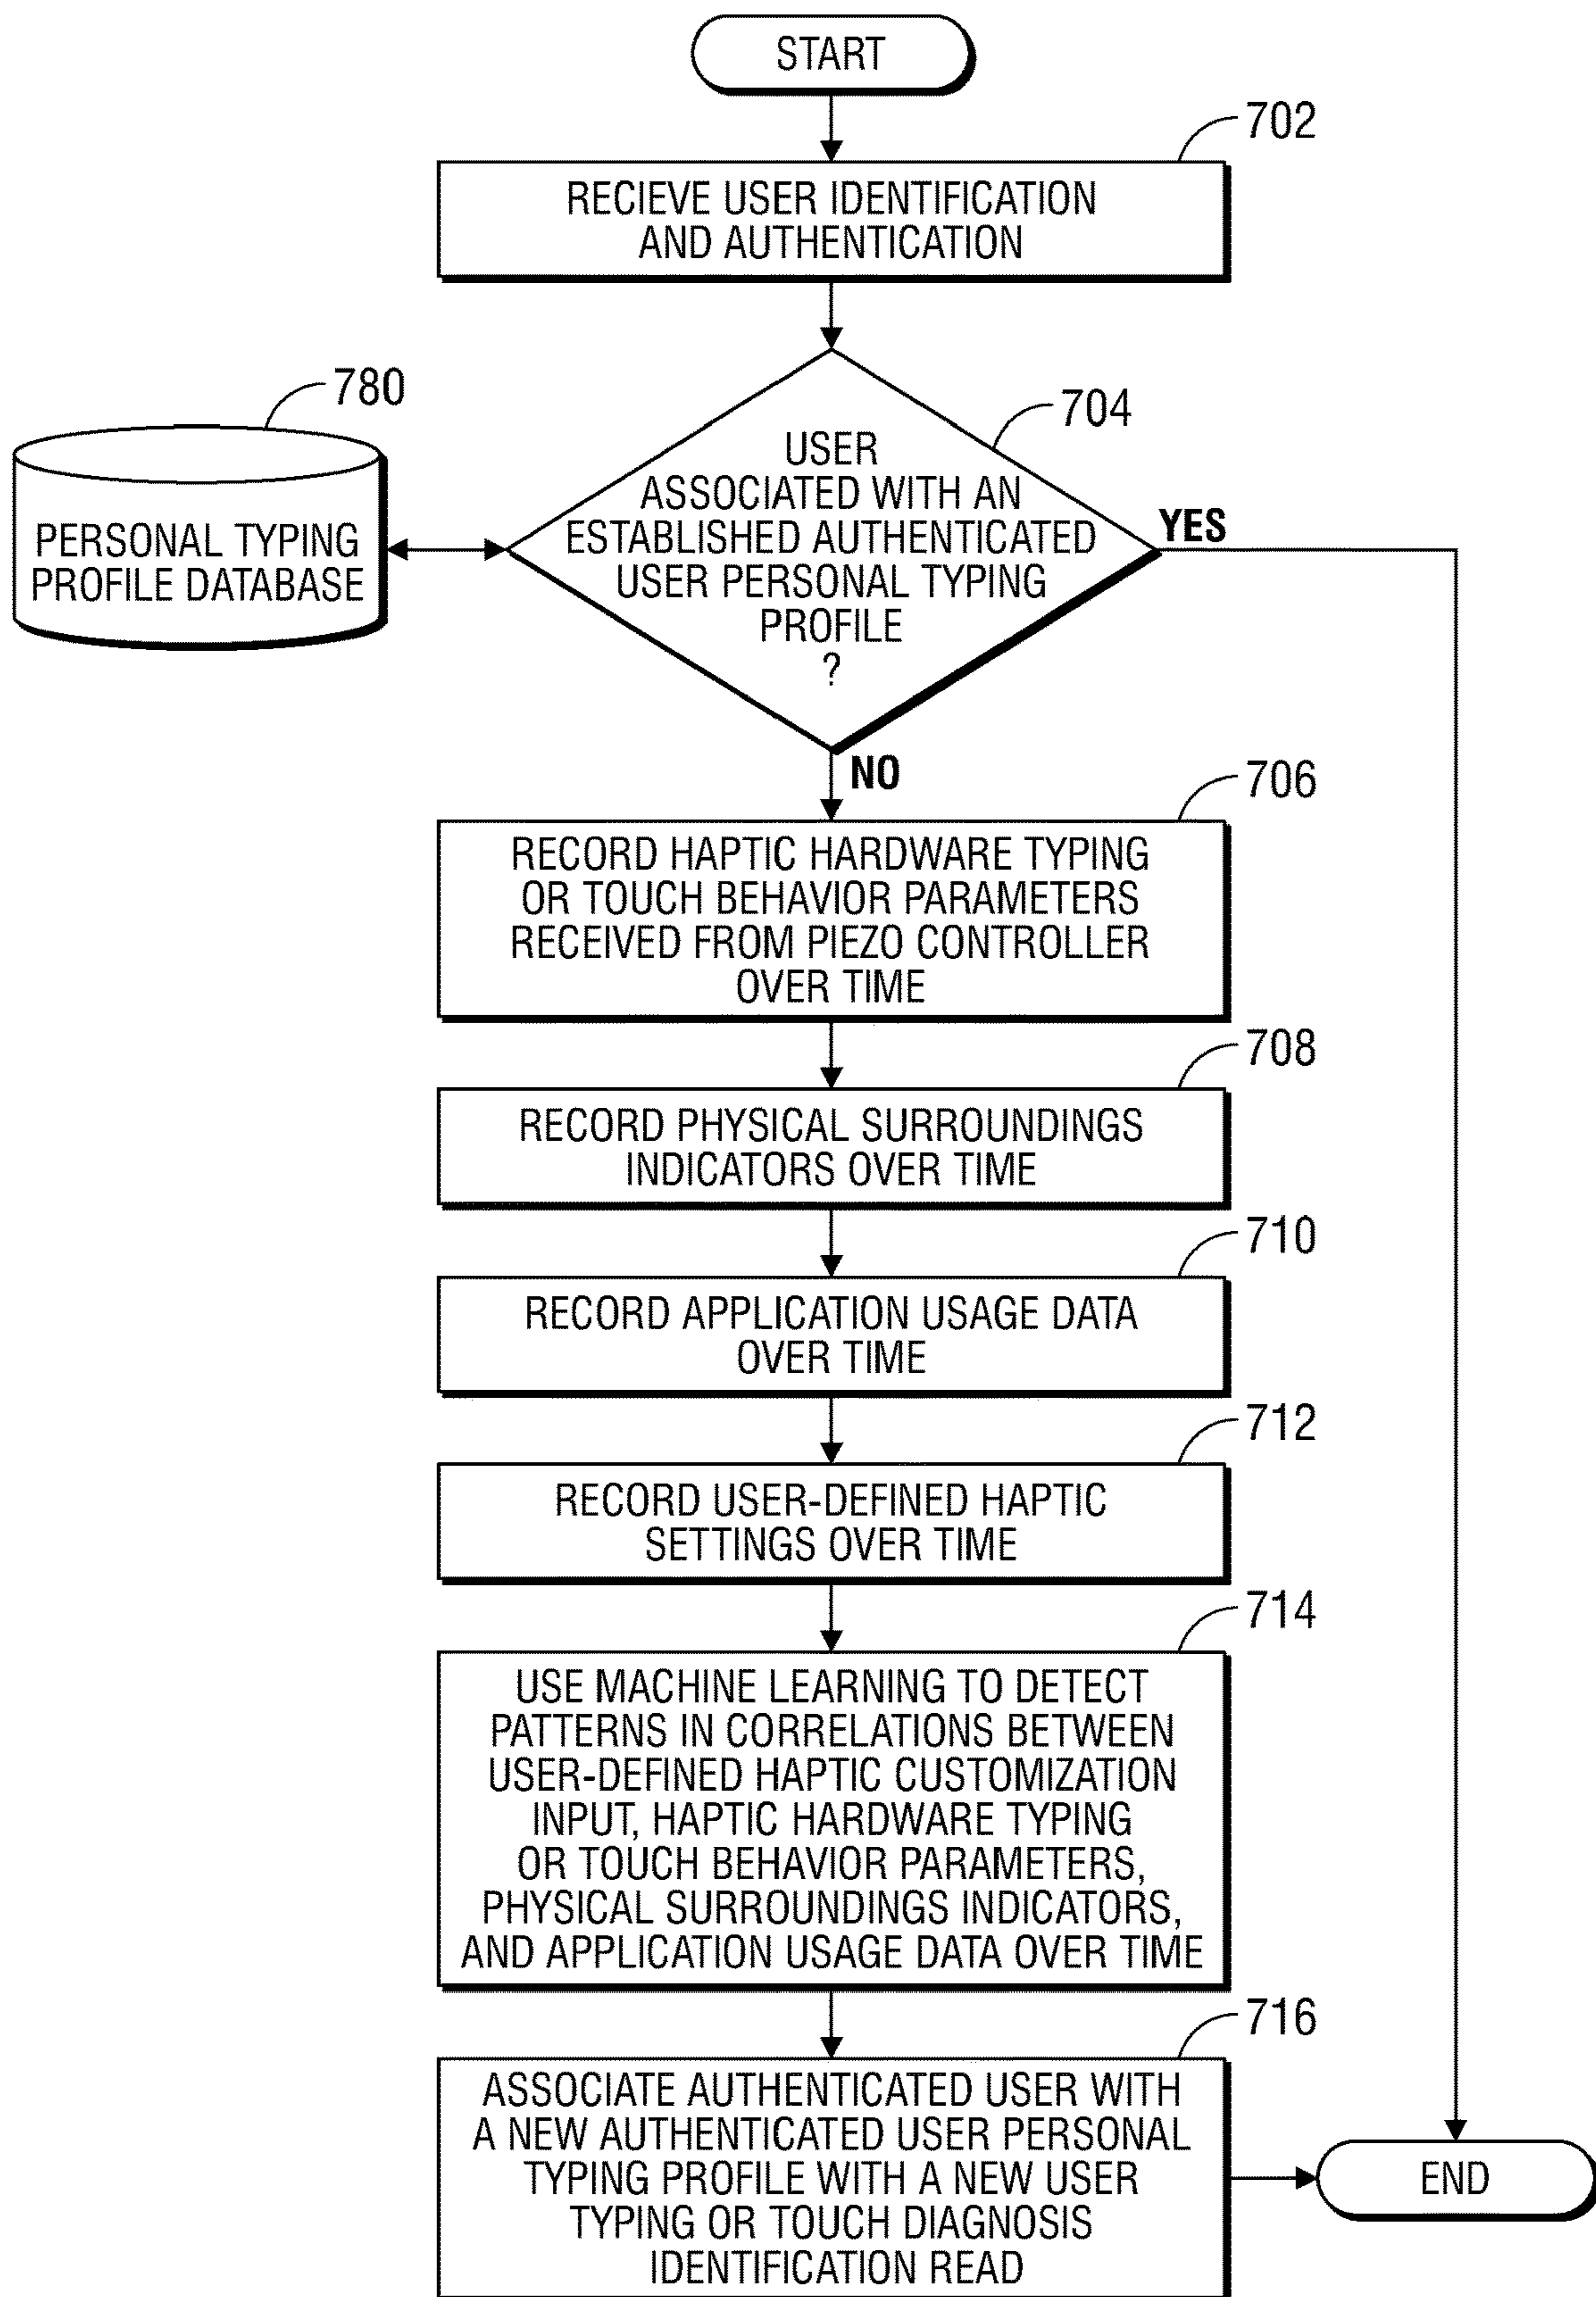 START
702
RECIEVE USER IDENTIFICATION
AND AUTHENTICATION
780
PERSONAL TYPING
PROFILE DATABASE
704
USER
ASSOCIATED WITH AN
ESTABLISHED AUTHENTICATED
USER PERSONAL TYPING
PROFILE
?
YES
NO
706
RECORD HAPTIC HARDWARE TYPING
OR TOUCH BEHAVIOR PARAMETERS
RECEIVED FROM PIEZO CONTROLLER
OVER TIME
708
RECORD PHYSICAL SURROUNDINGS
INDICATORS OVER TIME
710
RECORD APPLICATION USAGE DATA
OVER TIME
712
RECORD USER-DEFINED HAPTIC
SETTINGS OVER TIME
714
USE MACHINE LEARNING TO DETECT
PATTERNS IN CORRELATIONS BETWEEN
USER-DEFINED HAPTIC CUSTOMIZATION
INPUT, HAPTIC HARDWARE TYPING
OR TOUCH BEHAVIOR PARAMETERS,
PHYSICAL SURROUNDINGS INDICATORS,
AND APPLICATION USAGE DATA OVER TIME
716
ASSOCIATE AUTHENTICATED USER WITH
A NEW AUTHENTICATED USER PERSONAL
TYPING PROFILE WITH A NEW USER
TYPING OR TOUCH DIAGNOSIS
IDENTIFICATION READ
END